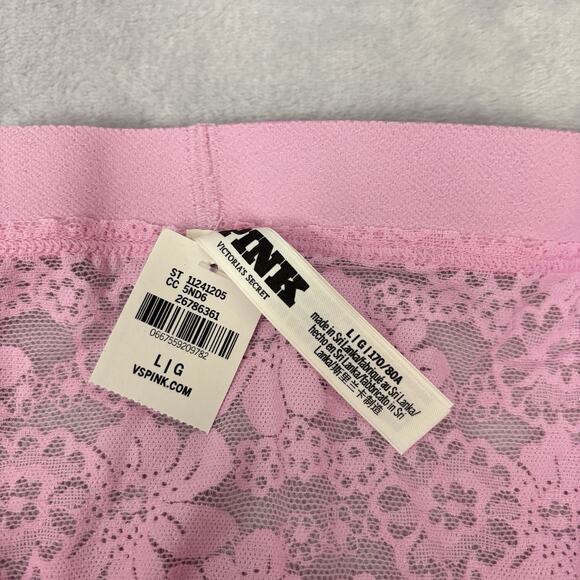 ST 11241205
CC 5ND6
26786361
0667559209782
L|G
VSPINK.COM
PINK
VICTORIA'S SECRET
L|G|170/80A
made in Sri Lanka/fabriqué au Sri Lanka/
hecho en Sri Lanka/fabbricato in Sri
Lanka/斯里兰卡制造